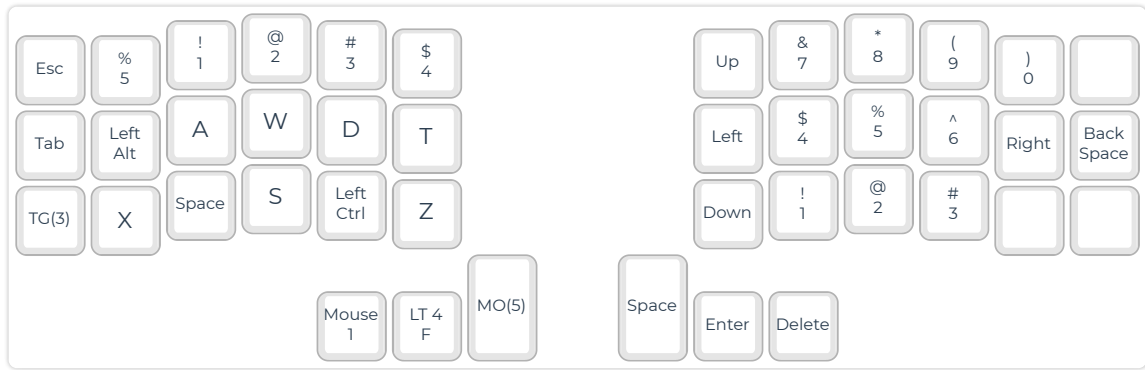 Esc
%
5
!
1
@
2
#
3
$
4
Up
&
7
*
8
(
9
)
0
Tab
Left
Alt
A
W
D
T
Left
$
4
%
5
^
6
Right
Back
Space
TG(3)
X
Space
S
Left
Ctrl
Z
Down
!
1
@
2
#
3
Mouse
1
LT 4
F
MO(5)
Space
Enter
Delete